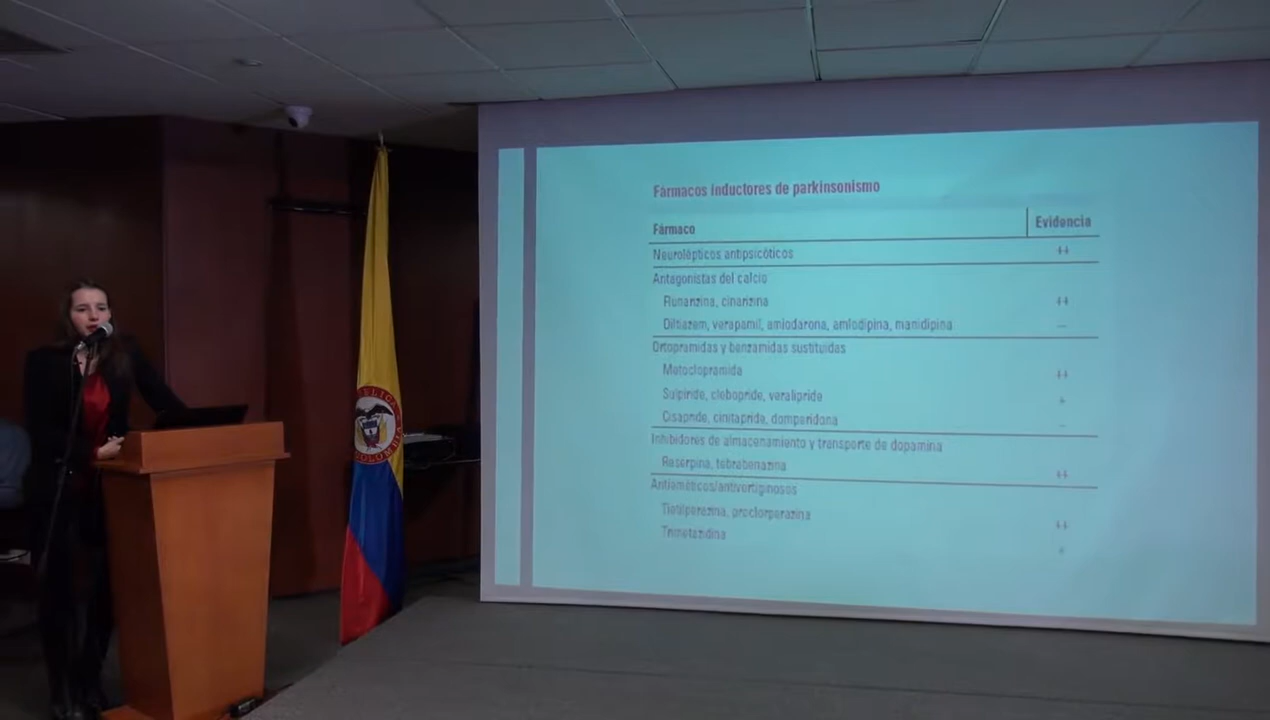 Fármacos inductores de parkinsonismo
Fármaco Evidencia
Neurolépticos antipsicóticos ++
Antagonistas del calcio
Flunarizina, cinarizina ++
Diltiazem, verapamil, amiodarona, amlodipina, manidipina –
Ortopramidas y benzamidas sustituidas
Metoclopramida ++
Sulpiride, clebopride, veralipride +
Cisapride, cinitapride, domperidona –
Inhibidores de almacenamiento y transporte de dopamina
Reserpina, tetrabenazina ++
Antieméticos/antivertiginosos
Tietilperazina, proclorperazina ++
Trimetazidina